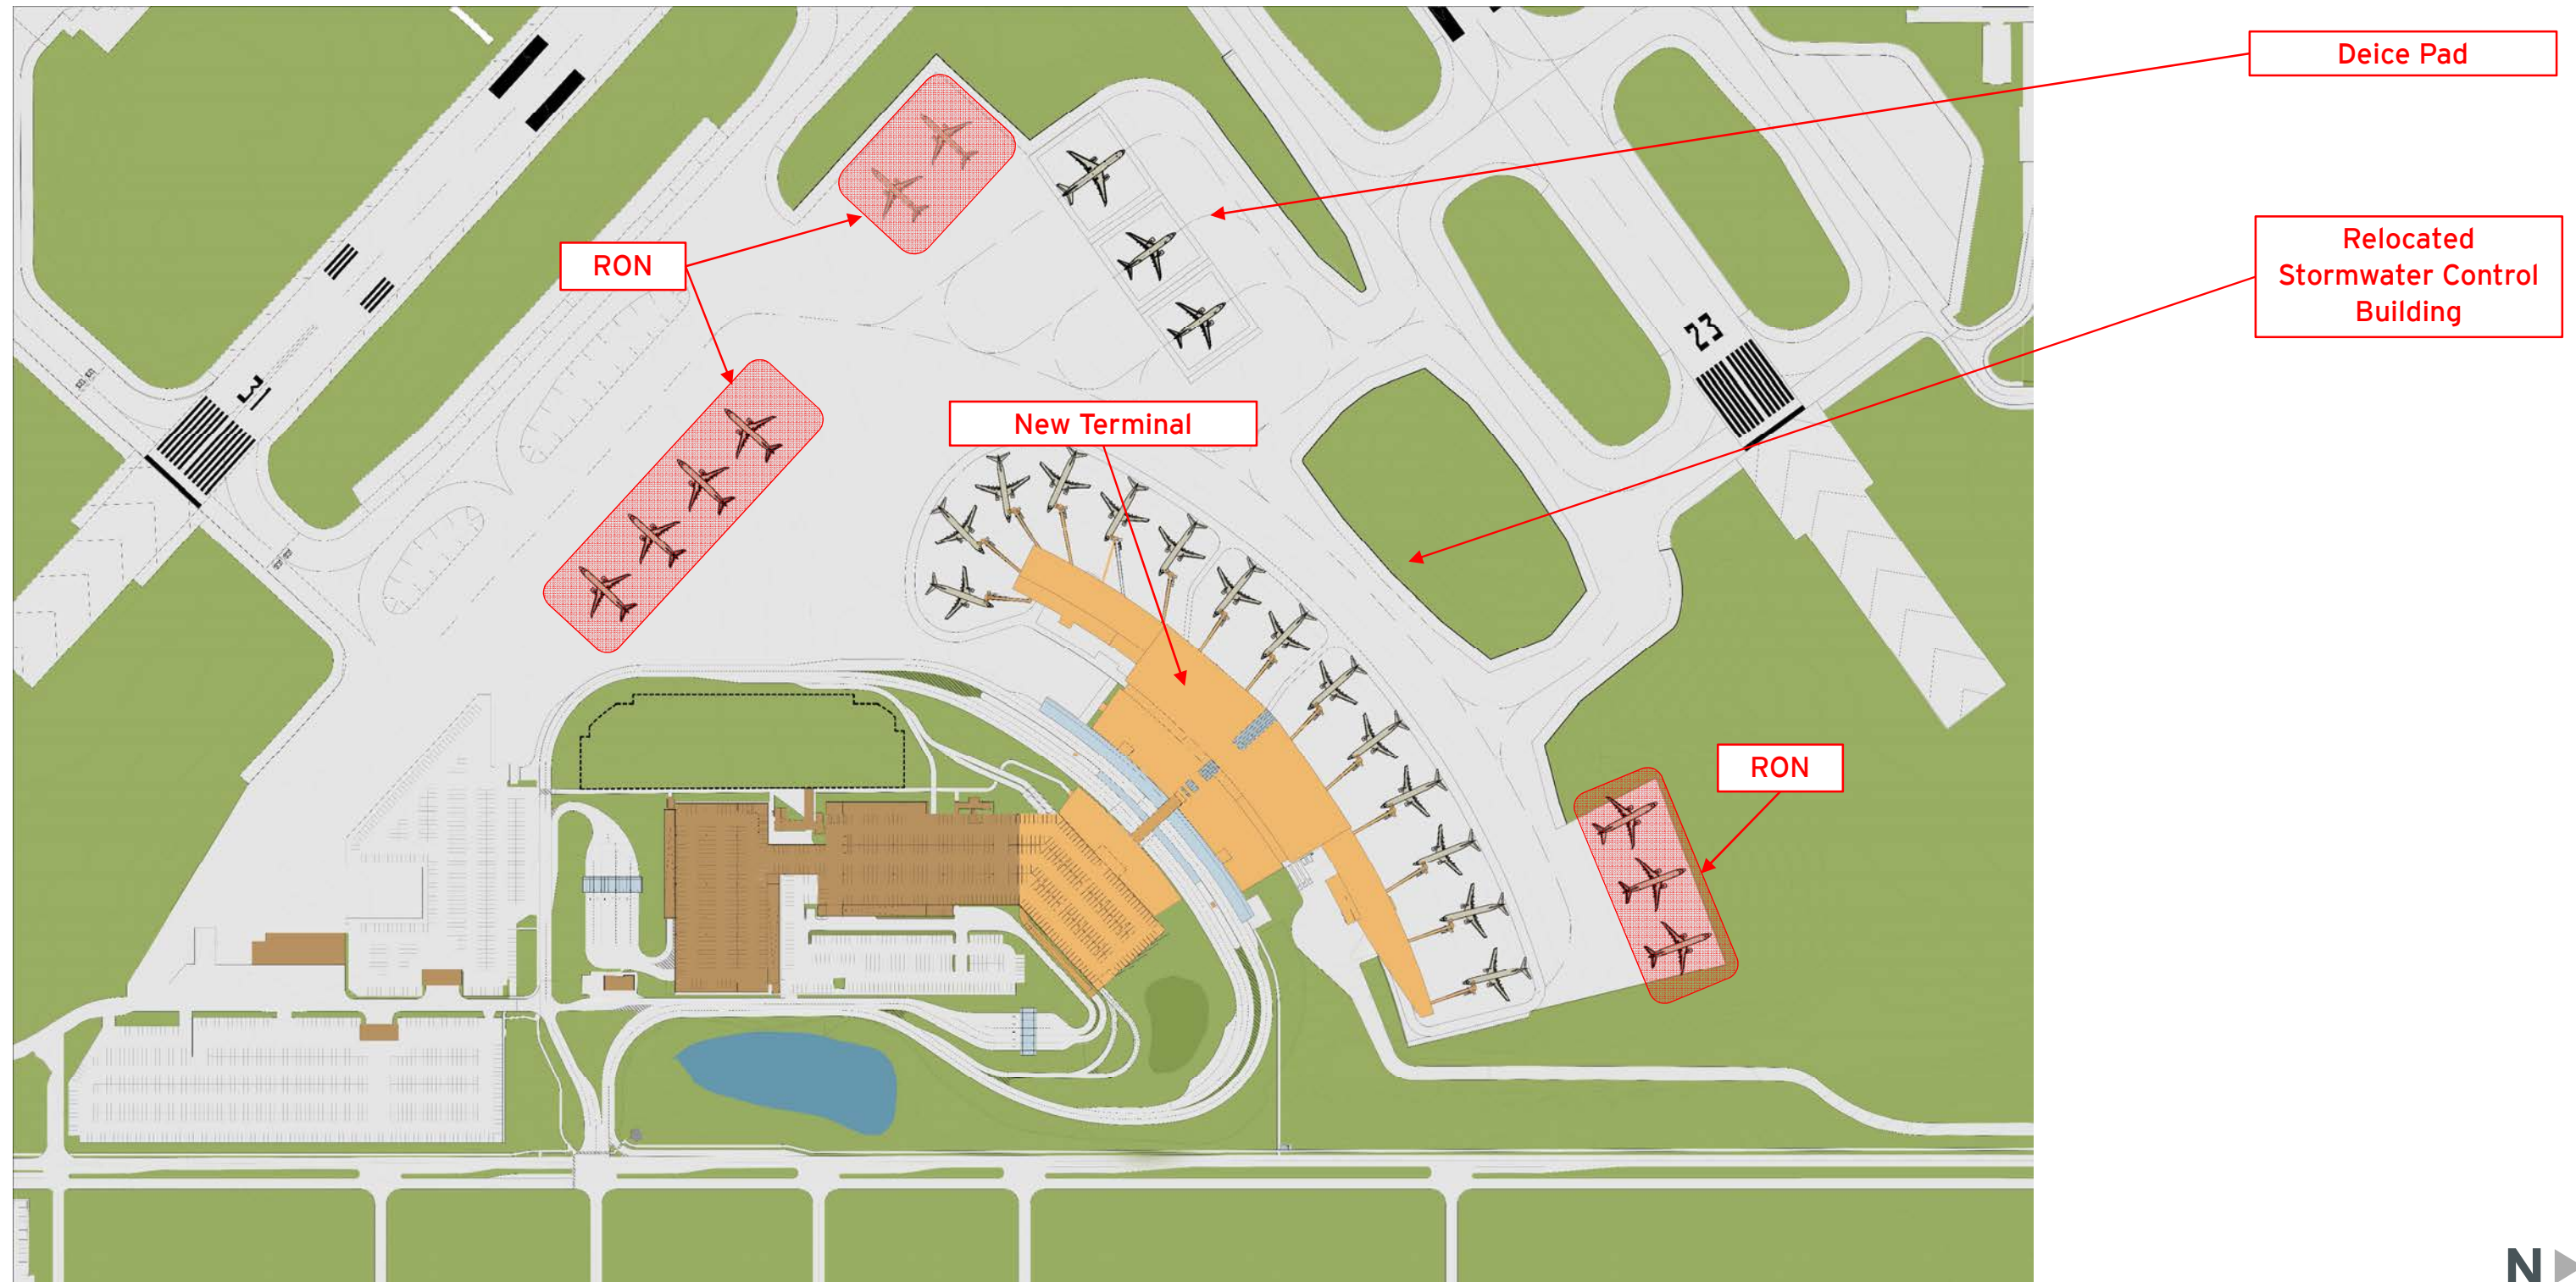 Deice Pad
Relocated
Stormwater Control
Building
RON
23
31
New Terminal
RON
N